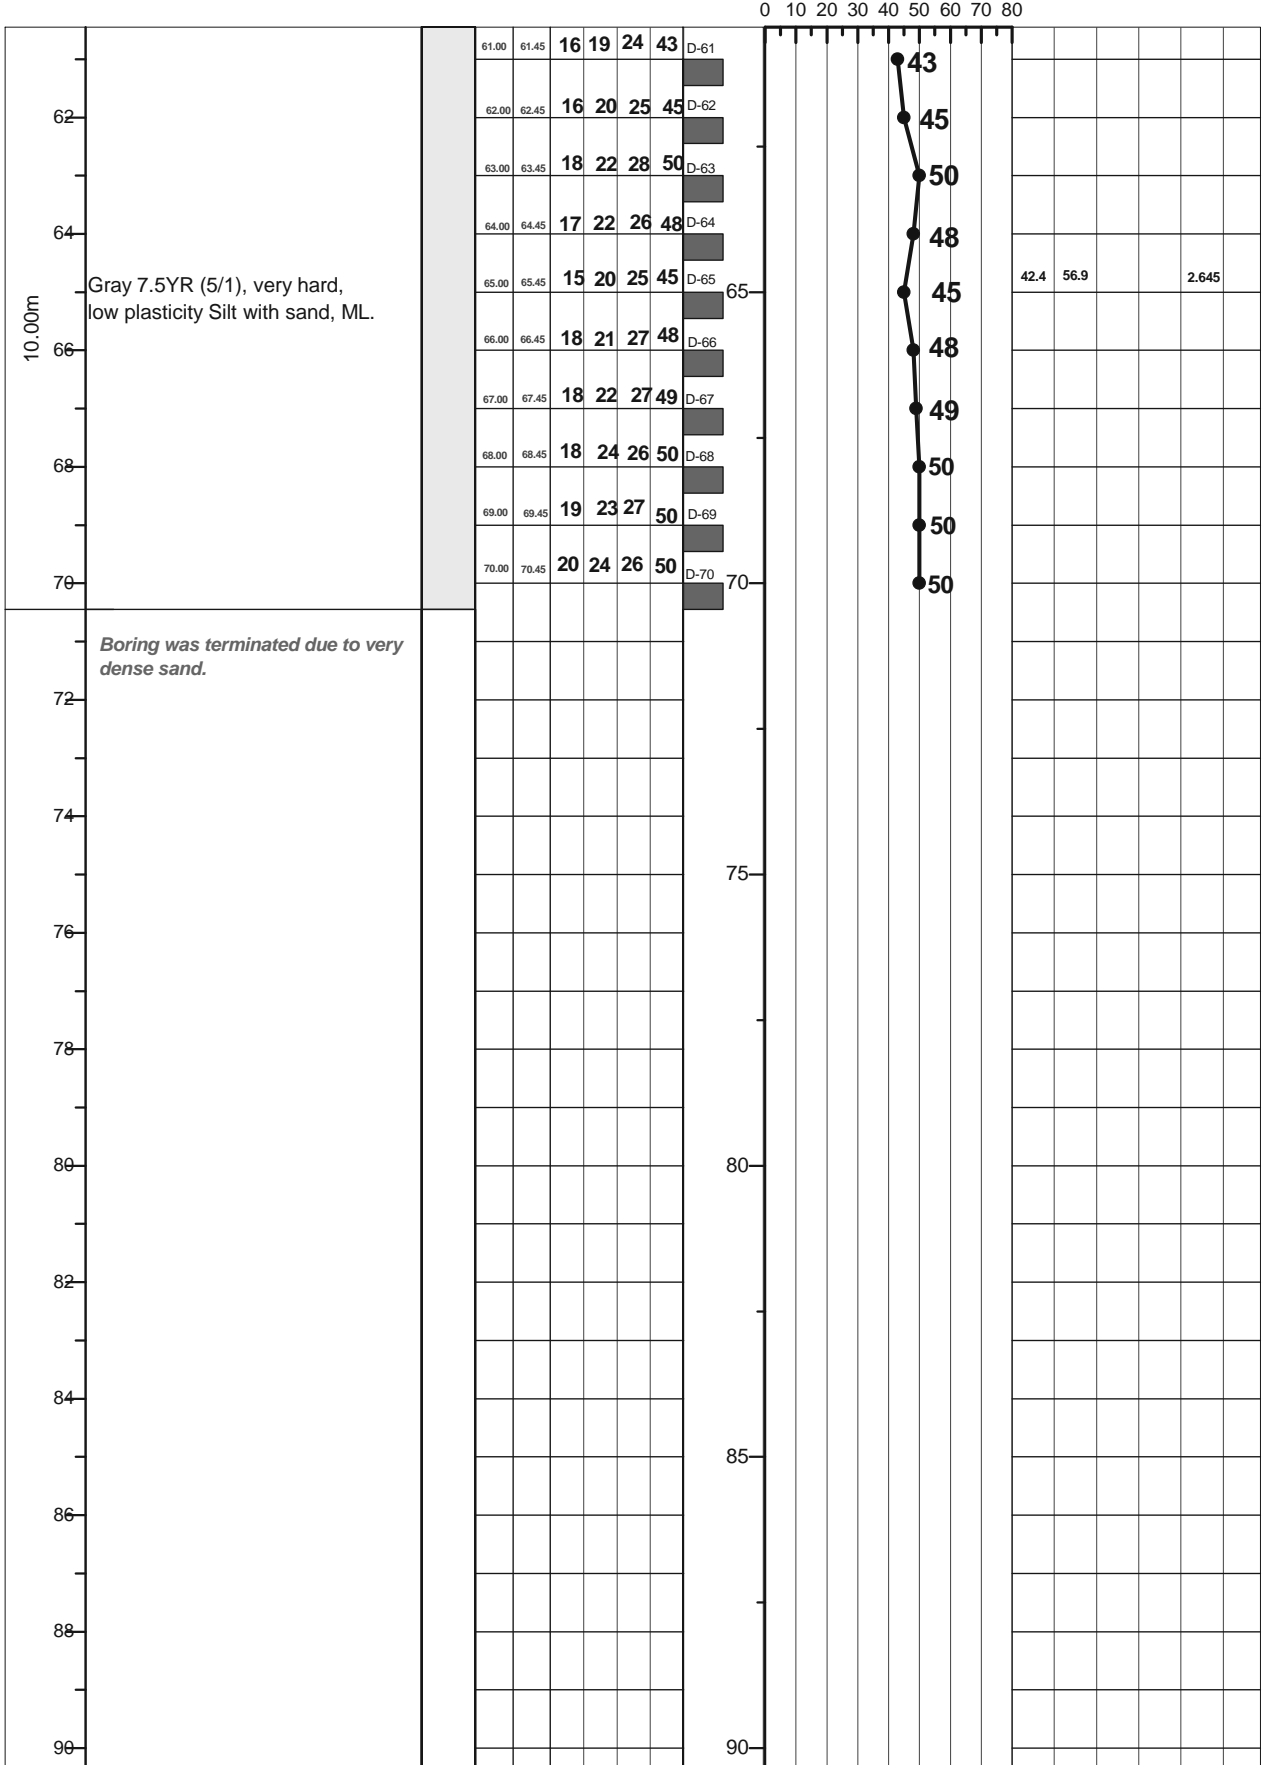 0 10 20 30 40 50 60 70 80
61.00 61.45 16 19 24 43 D-61
43
62
62.00 62.45 16 20 25 45 D-62
45
63.00 63.45 18 22 28 50 D-63
50
64
64.00 64.45 17 22 26 48 D-64
48
10.00m
Gray 7.5YR (5/1), very hard,
low plasticity Silt with sand, ML.
65.00 65.45 15 20 25 45 D-65
65
45
42.4 56.9 2.645
66
66.00 66.45 18 21 27 48 D-66
48
67.00 67.45 18 22 27 49 D-67
49
68
68.00 68.45 18 24 26 50 D-68
50
69.00 69.45 19 23 27 50 D-69
50
70
70.00 70.45 20 24 26 50 D-70
70
50
Boring was terminated due to very
dense sand.
72
74
75
76
78
80
80
82
84
85
86
88
90
90